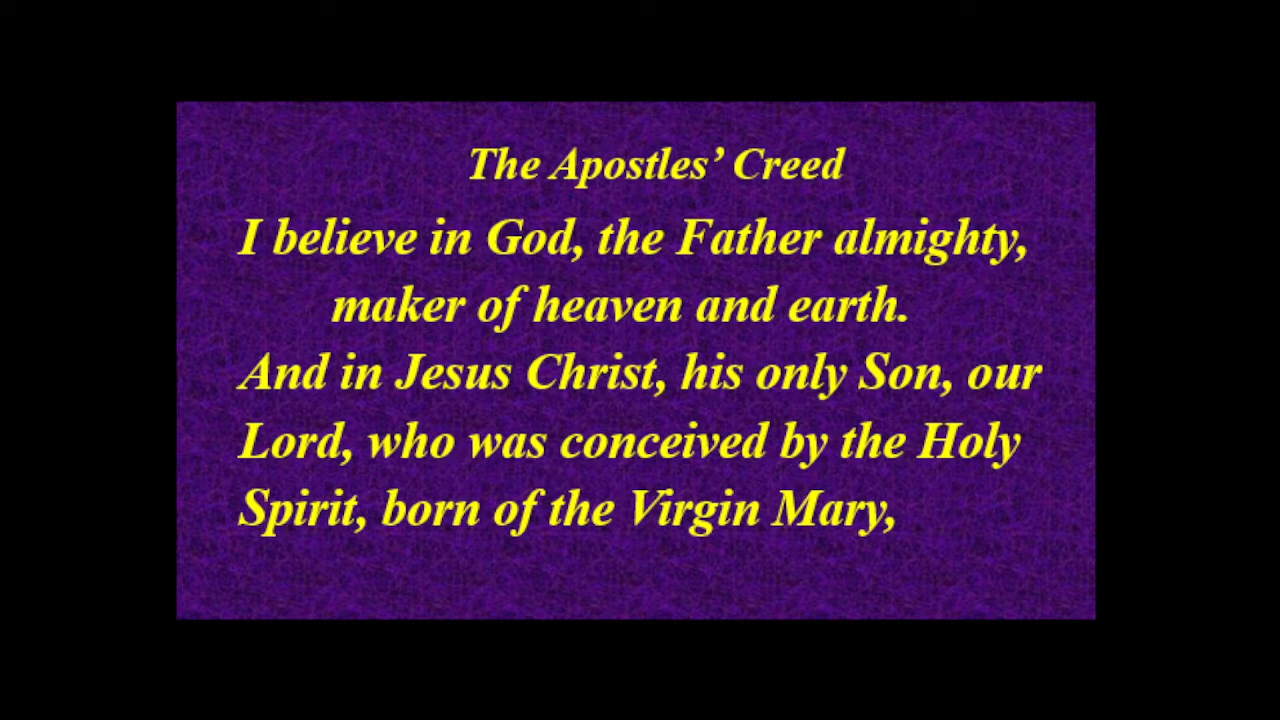 The Apostles’ Creed
I believe in God, the Father almighty,
maker of heaven and earth.
And in Jesus Christ, his only Son, our
Lord, who was conceived by the Holy
Spirit, born of the Virgin Mary,